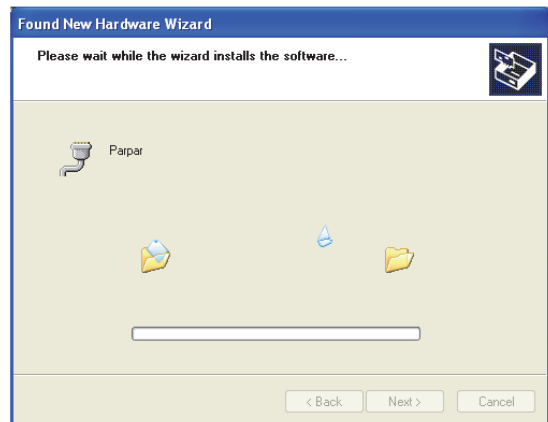 Found New Hardware Wizard
Please wait while the wizard installs the software...
Parpar
< Back Next > Cancel